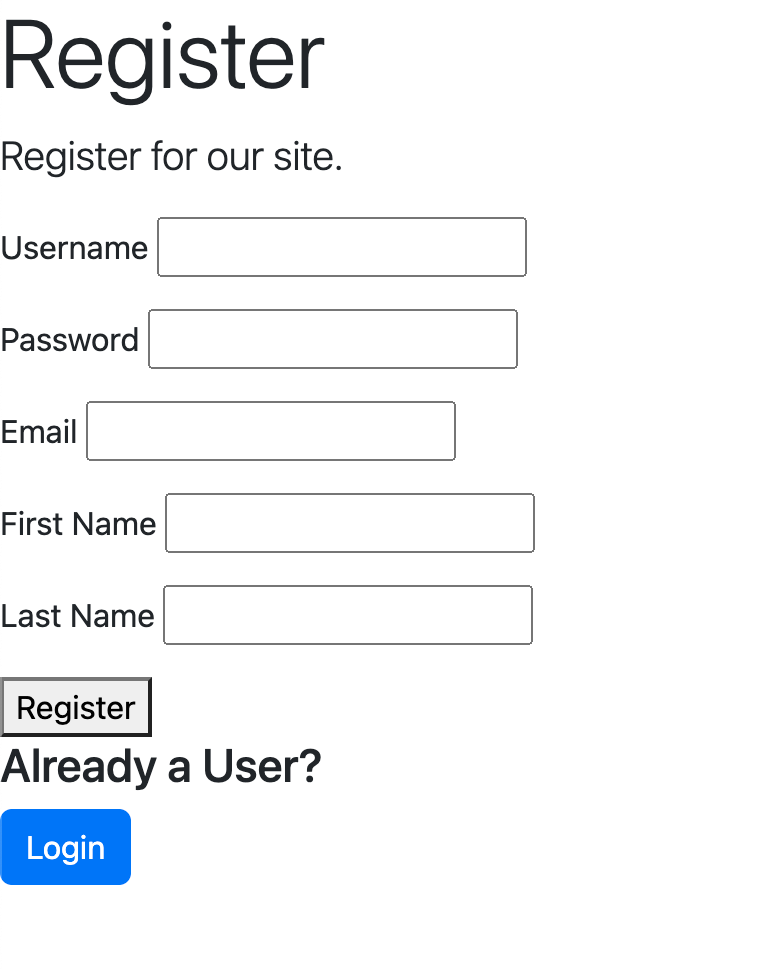 Register
Register for our site.
Username
Password
Email
First Name
Last Name
Register
Already a User?
Login